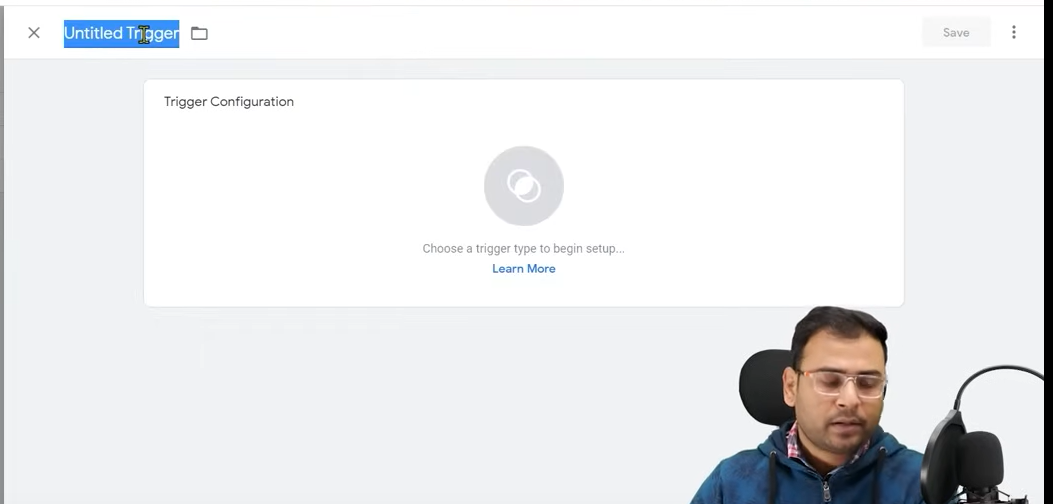 Untitled Trigger
Save
Trigger Configuration
Choose a trigger type to begin setup...
Learn More